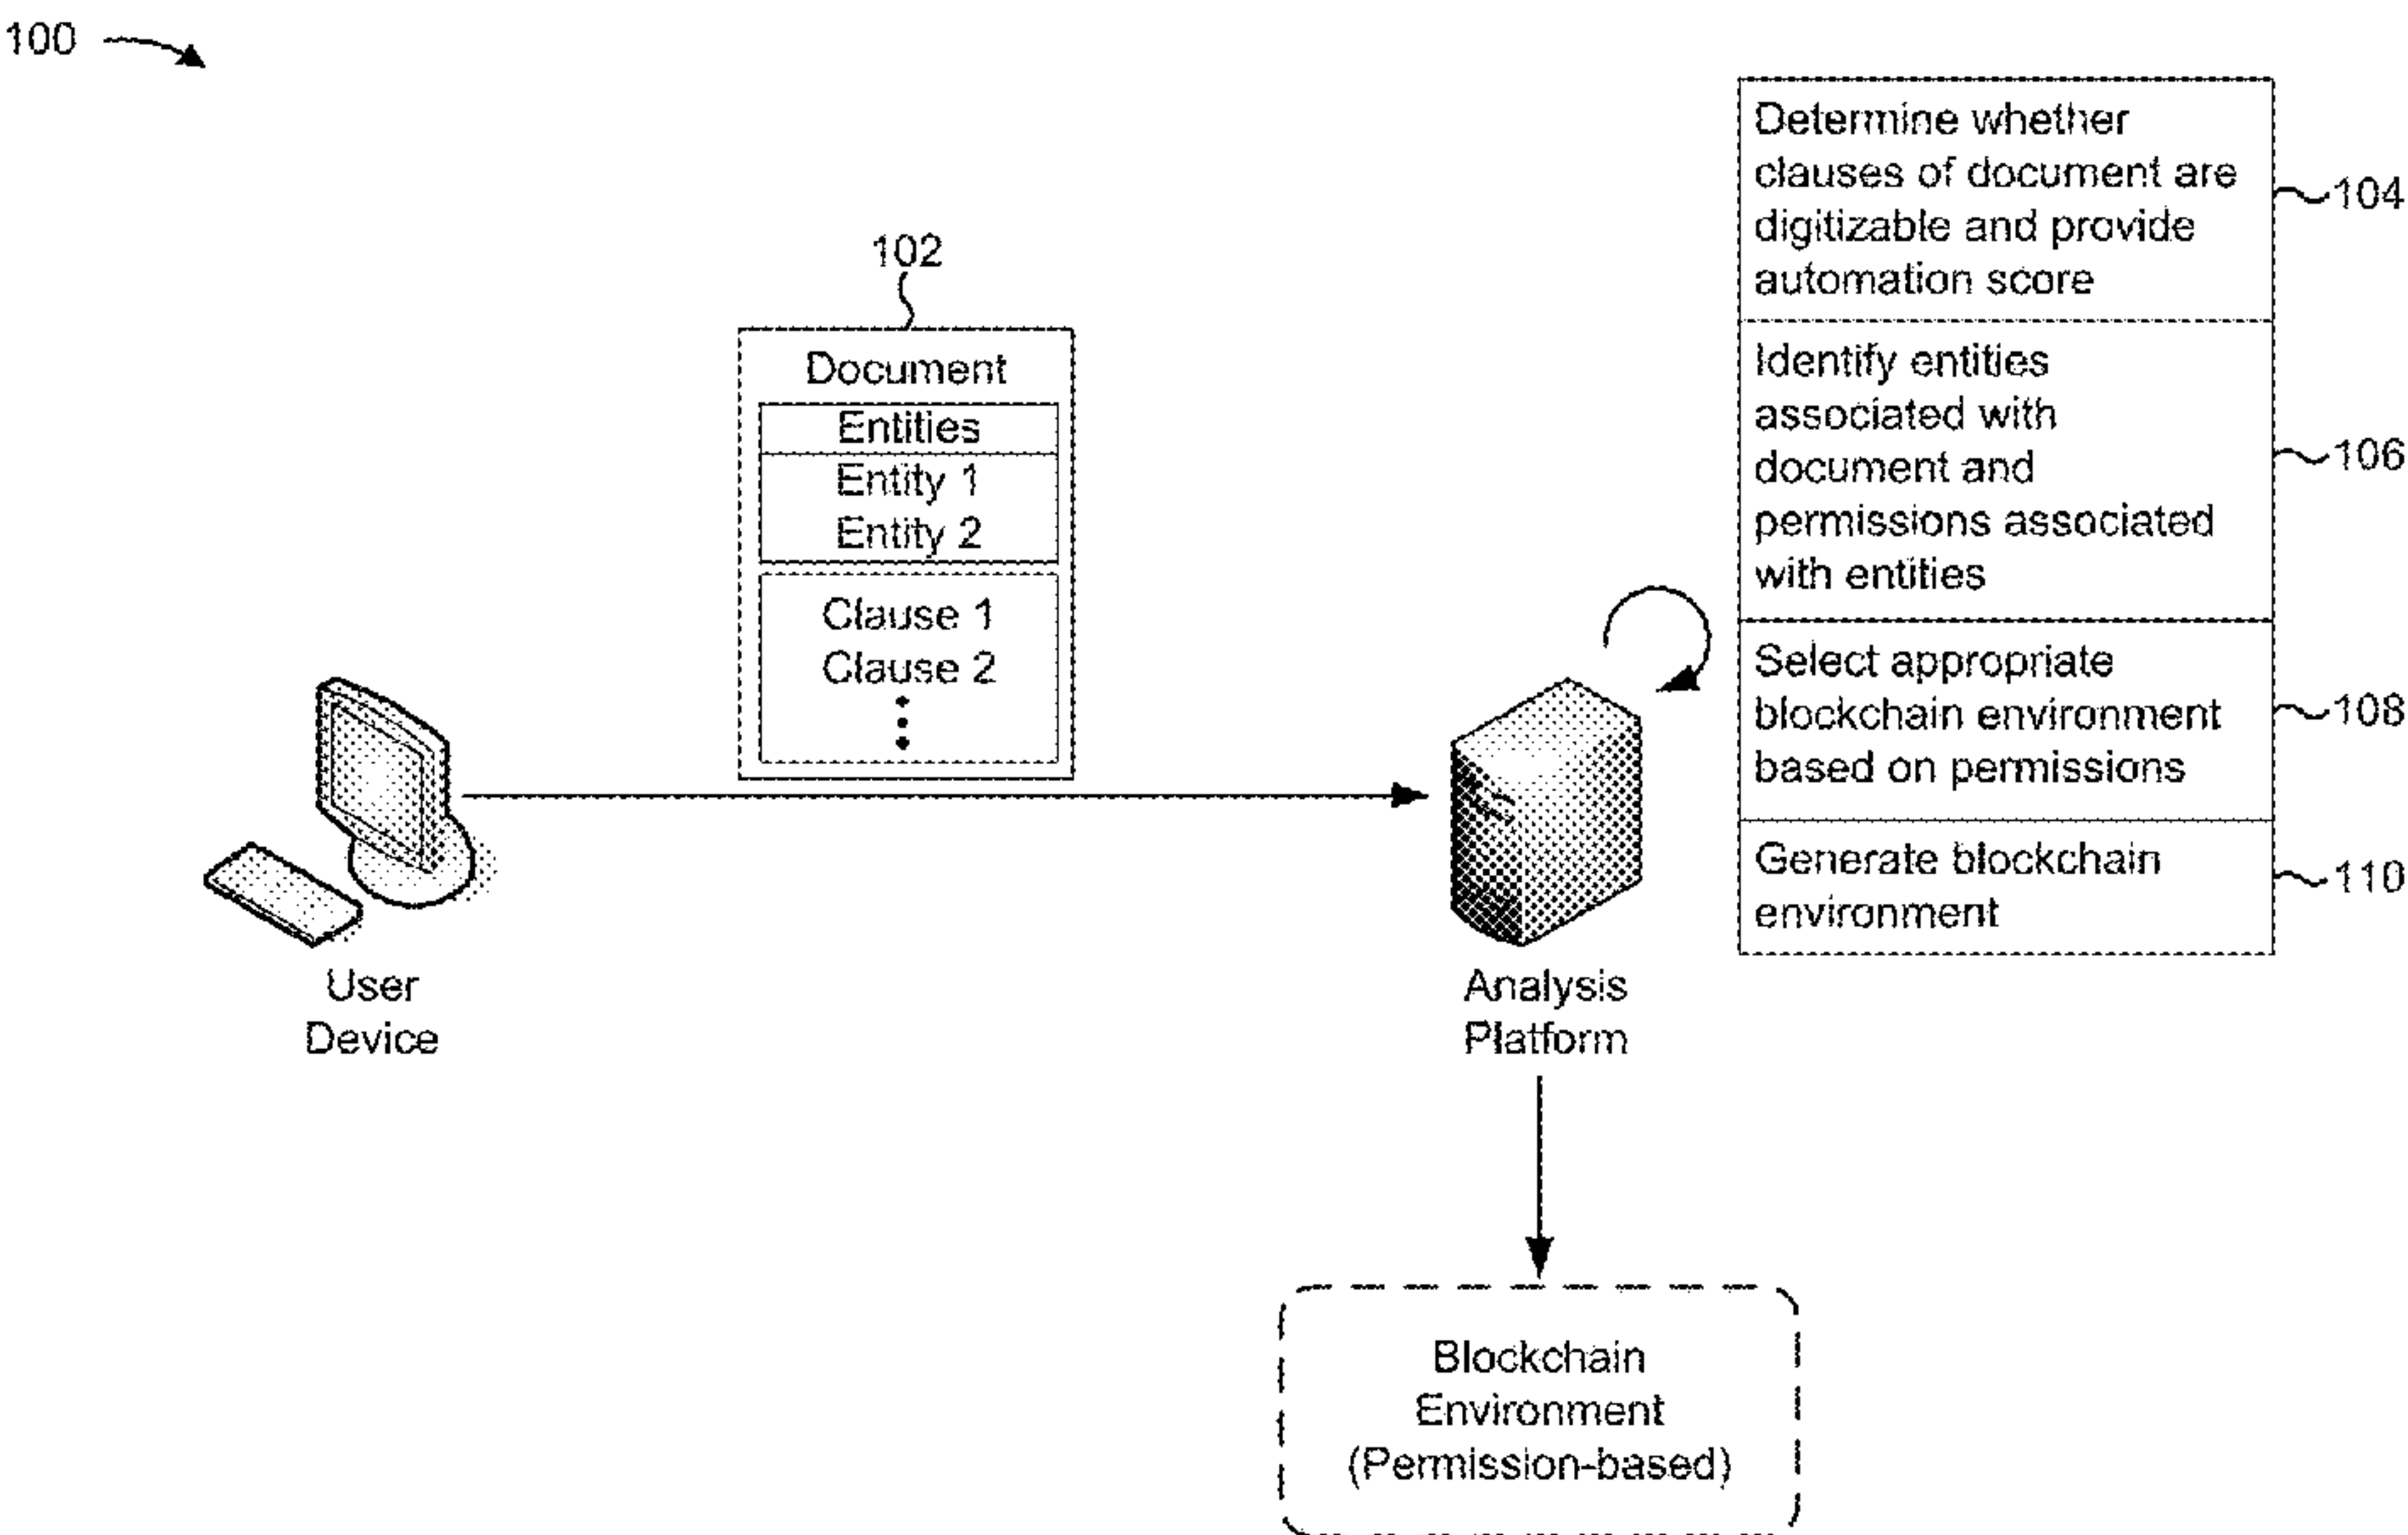 100
102
Document
Entities
Entity 1
Entity 2
Clause 1
Clause 2
User
Device
Analysis
Platform
Determine whether
clauses of document are
digitizable and provide
automation score
104
Identify entities
associated with
document and
permissions associated
with entities
106
Select appropriate
blockchain environment
based on permissions
108
Generate blockchain
environment
110
Blockchain
Environment
(Permission-based)